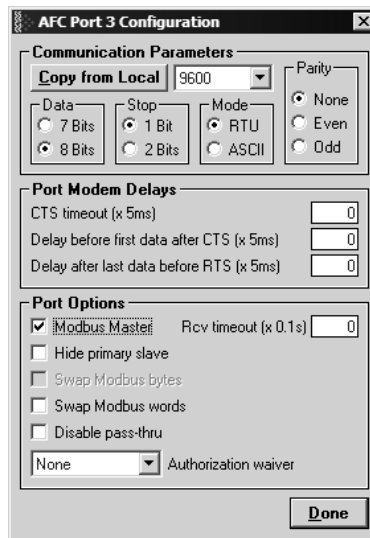 AFC Port 3 Configuration
Communication Parameters
Copy from Local 9600
Parity
None
Even
Odd
Data
7 Bits
8 Bits
Stop
1 Bit
2 Bits
Mode
RTU
ASCII
Port Modem Delays
CTS timeout (x 5ms) 0
Delay before first data after CTS (x 5ms) 0
Delay after last data before RTS (x 5ms) 0
Port Options
Modbus Master Rcv timeout (x 0.1s) 0
Hide primary slave
Swap Modbus bytes
Swap Modbus words
Disable pass-thru
None Authorization waiver
Done